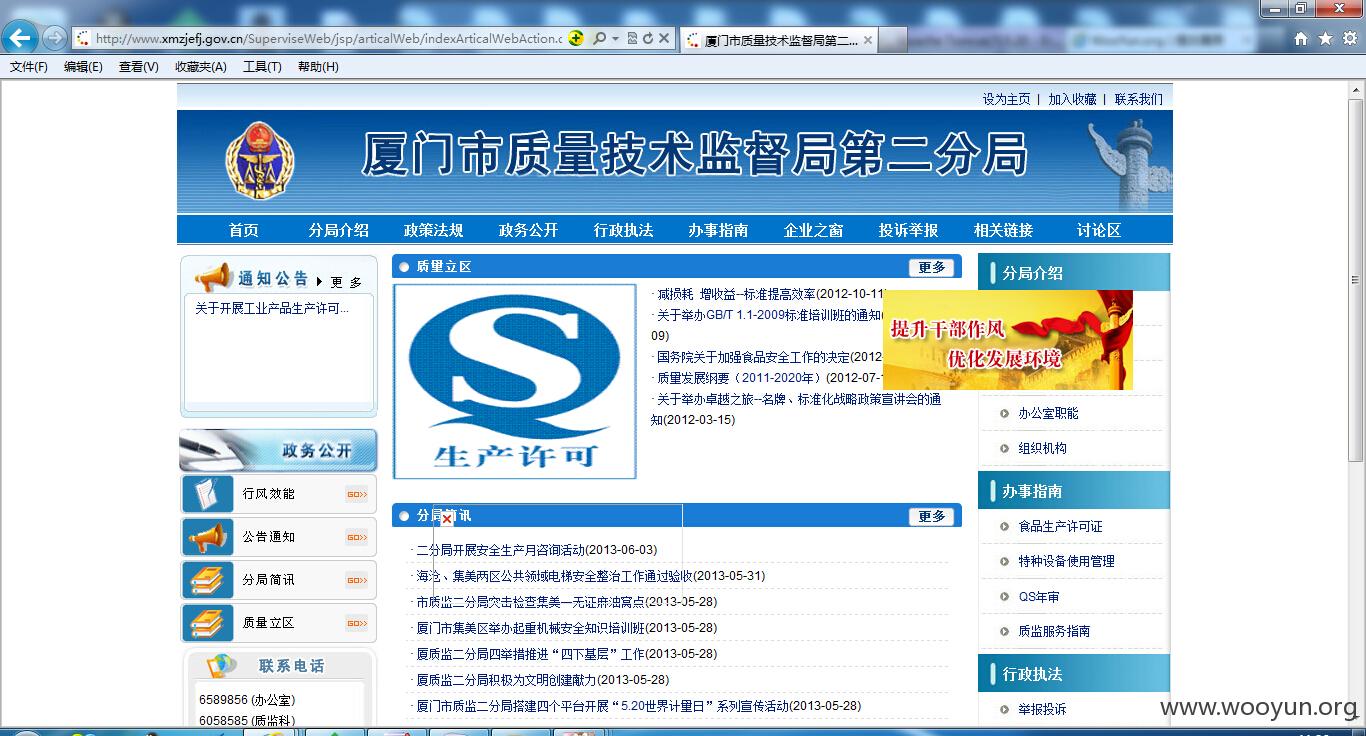 http://www.xmzjefj.gov.cn/SuperviseWeb/jsp/articalWeb/indexArticalWebAction.c
厦门市质量技术监督局第二...
文件(F) 编辑(E) 查看(V) 收藏夹(A) 工具(T) 帮助(H)
设为主页 | 加入收藏 | 联系我们
厦门市质量技术监督局第二分局
首页 分局介绍 政策法规 政务公开 行政执法 办事指南 企业之窗 投诉举报 相关链接 讨论区
通知公告 更 多
关于开展工业产品生产许可...
政务公开
行风效能 GO>>
公告通知 GO>>
分局简讯 GO>>
质量立区 GO>>
联系电话
6589856 (办公室)
6058585 (质监科)
质量立区 更多
生产许可
· 减损耗 增收益--标准提高效率(2012-10-11
· 关于举办GB/T 1.1-2009标准培训班的通知(
09)
· 国务院关于加强食品安全工作的决定(2012-
· 质量发展纲要（2011-2020年）(2012-07-1
· 关于举办卓越之旅--名牌、标准化战略政策宣讲会的通
知(2012-03-15)
分局简讯 更多
· 二分局开展安全生产月咨询活动(2013-06-03)
· 海沧、集美两区公共领域电梯安全整治工作通过验收(2013-05-31)
· 市质监二分局突击检查集美一无证麻油窝点(2013-05-28)
· 厦门市集美区举办起重机械安全知识培训班(2013-05-28)
· 厦质监二分局四举措推进“四下基层”工作(2013-05-28)
· 厦质监二分局积极为文明创建献力(2013-05-28)
· 厦门市质监二分局搭建四个平台开展“5.20世界计量日”系列宣传活动(2013-05-28)
分局介绍
提升干部作风
优化发展环境
办公室职能
组织机构
办事指南
食品生产许可证
特种设备使用管理
QS年审
质监服务指南
行政执法
举报投诉
www.wooyun.org